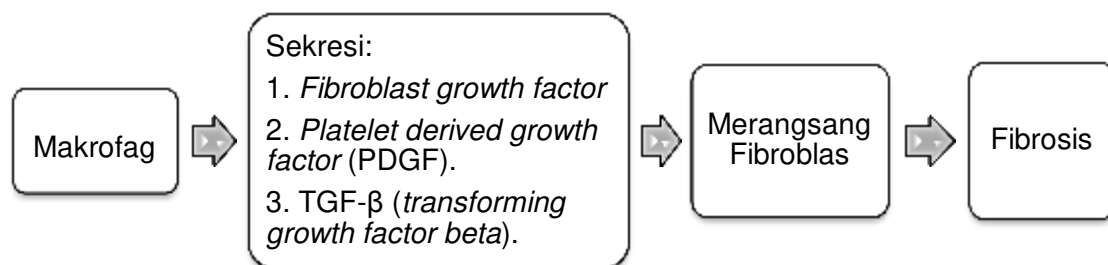 Makrofag
Sekresi:
1. Fibroblast growth factor
2. Platelet derived growth
factor (PDGF).
3. TGF-β (transforming
growth factor beta).
Merangsang
Fibroblas
Fibrosis